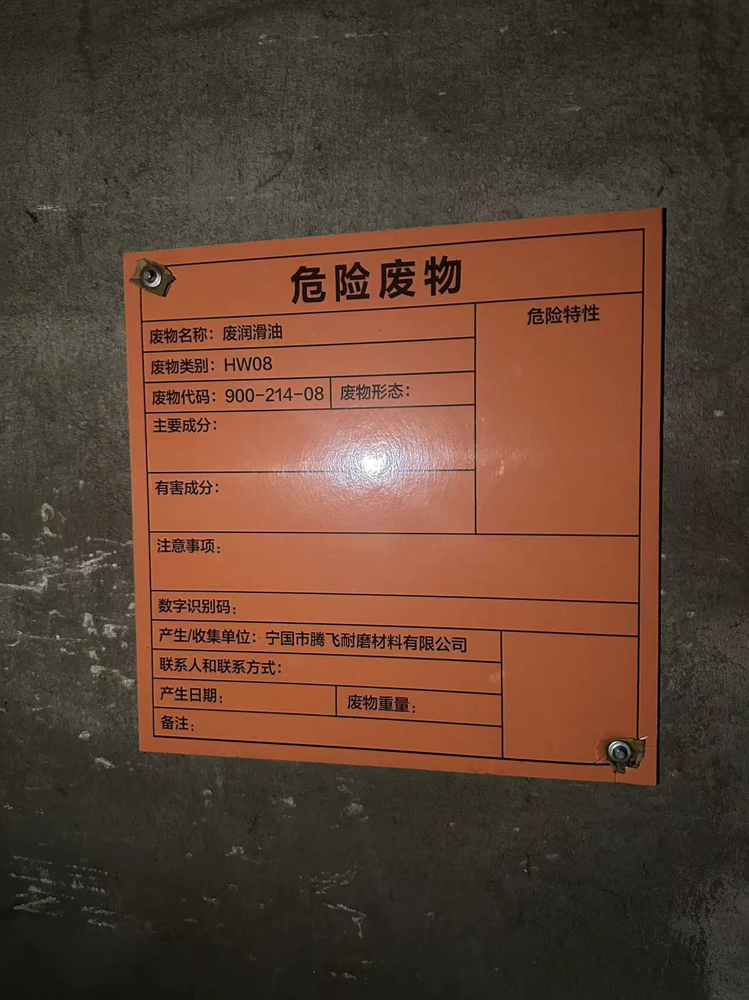 危险废物
废物名称：废润滑油
危险特性
废物类别：HW08
废物代码：900-214-08
废物形态：
主要成分：
有害成分：
注意事项：
数字识别码：
产生/收集单位：宁国市腾飞耐磨材料有限公司
联系人和联系方式：
产生日期：
废物重量：
备注：